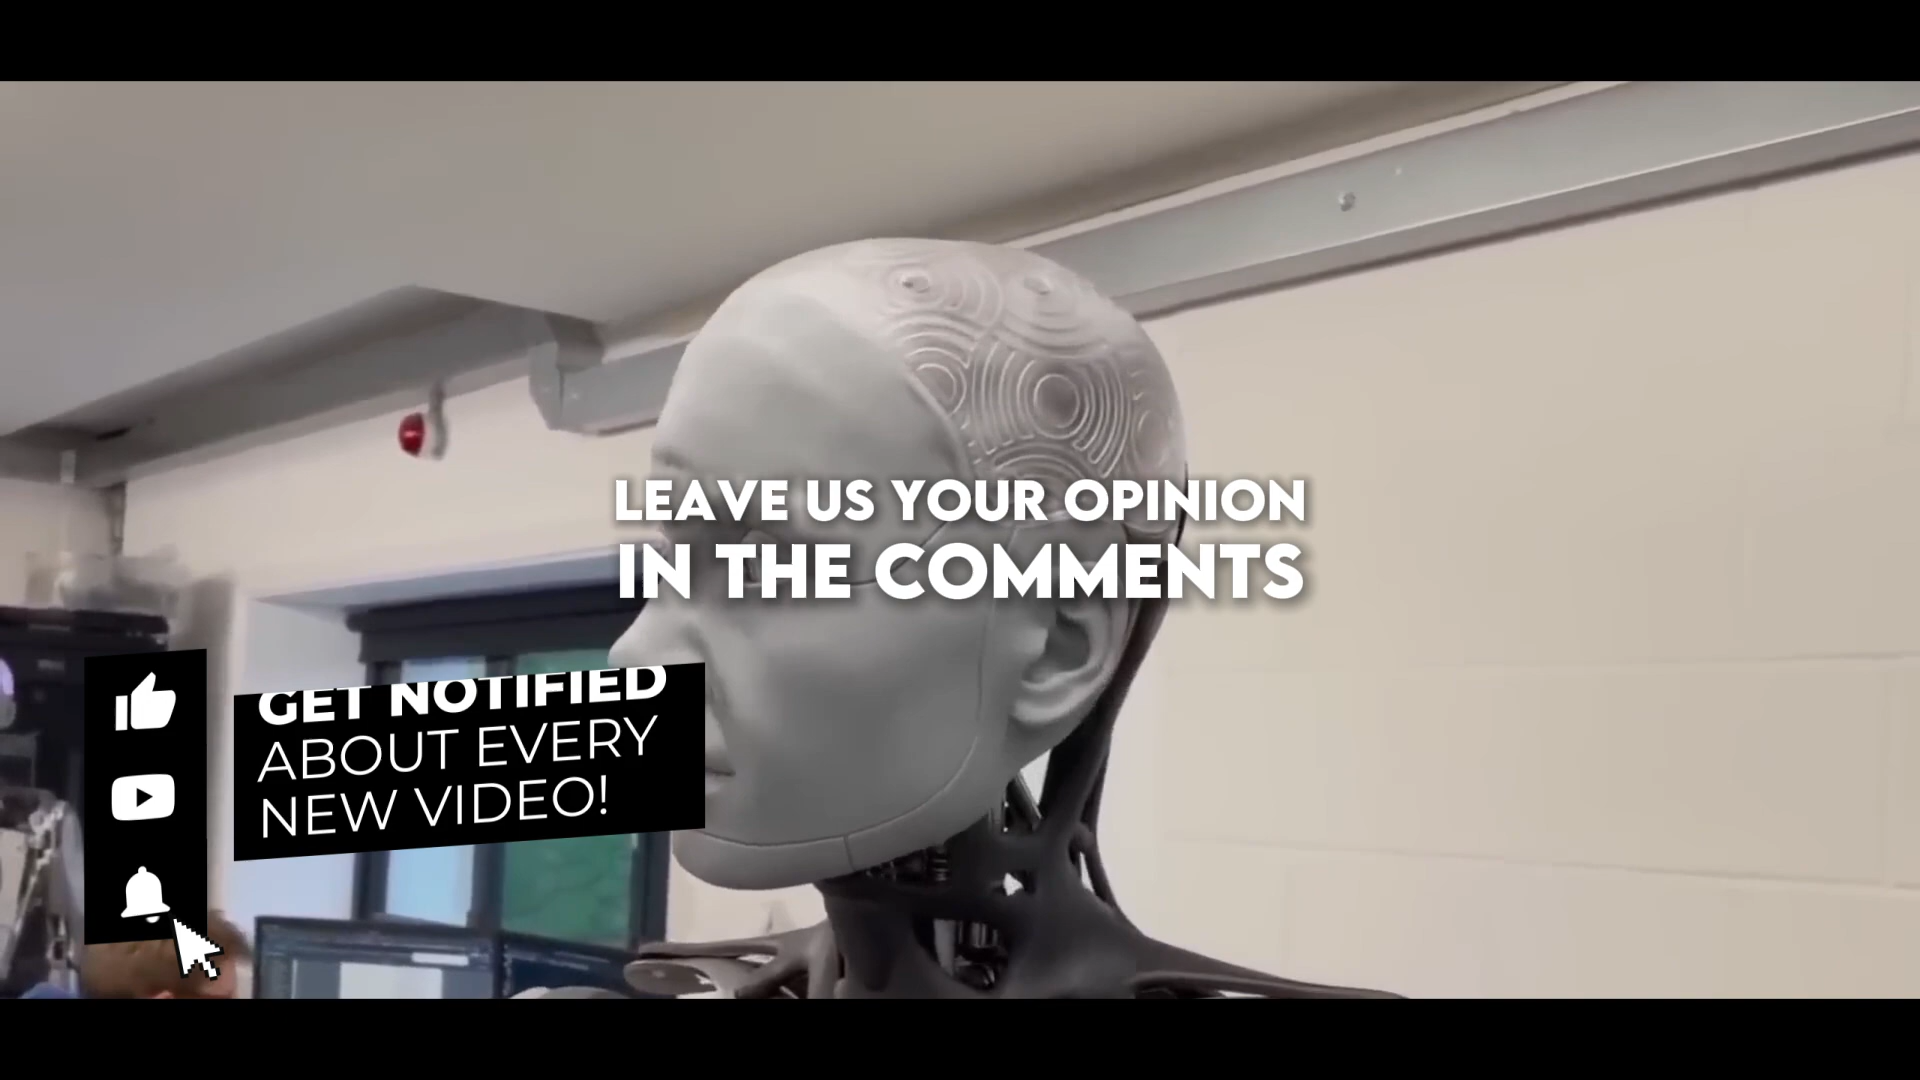 LEAVE US YOUR OPINION
IN THE COMMENTS
GET NOTIFIED
ABOUT EVERY
NEW VIDEO!